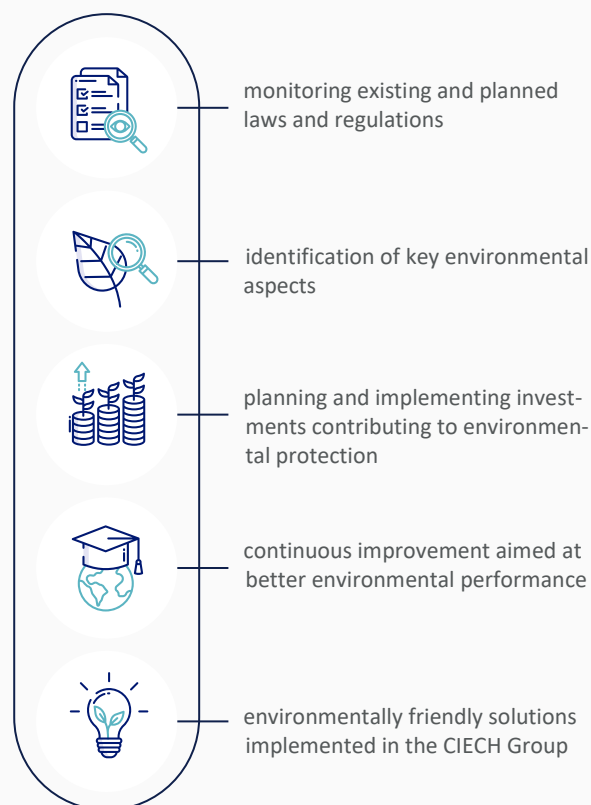 monitoring existing and planned
laws and regulations
identification of key environmental
aspects
planning and implementing invest-
ments contributing to environmen-
tal protection
continuous improvement aimed at
better environmental performance
environmentally friendly solutions
implemented in the CIECH Group